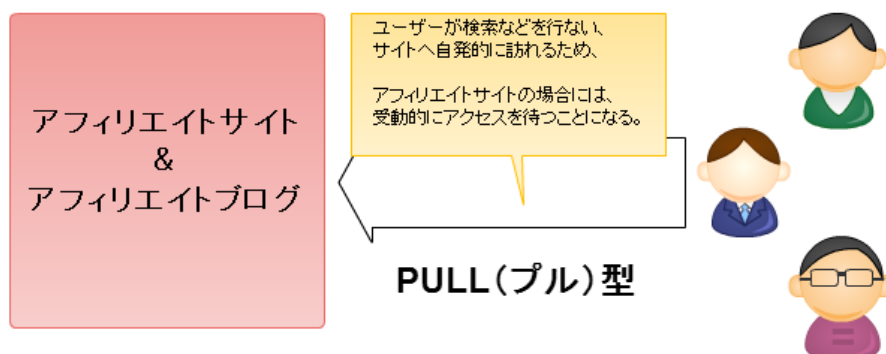 アフィリエイトサイト
&
アフィリエイトブログ
ユーザーが検索などを行ない、
サイトへ自発的に訪れるため、
アフィリエイトサイトの場合には、
受動的にアクセスを待つことになる。
PULL(プル)型